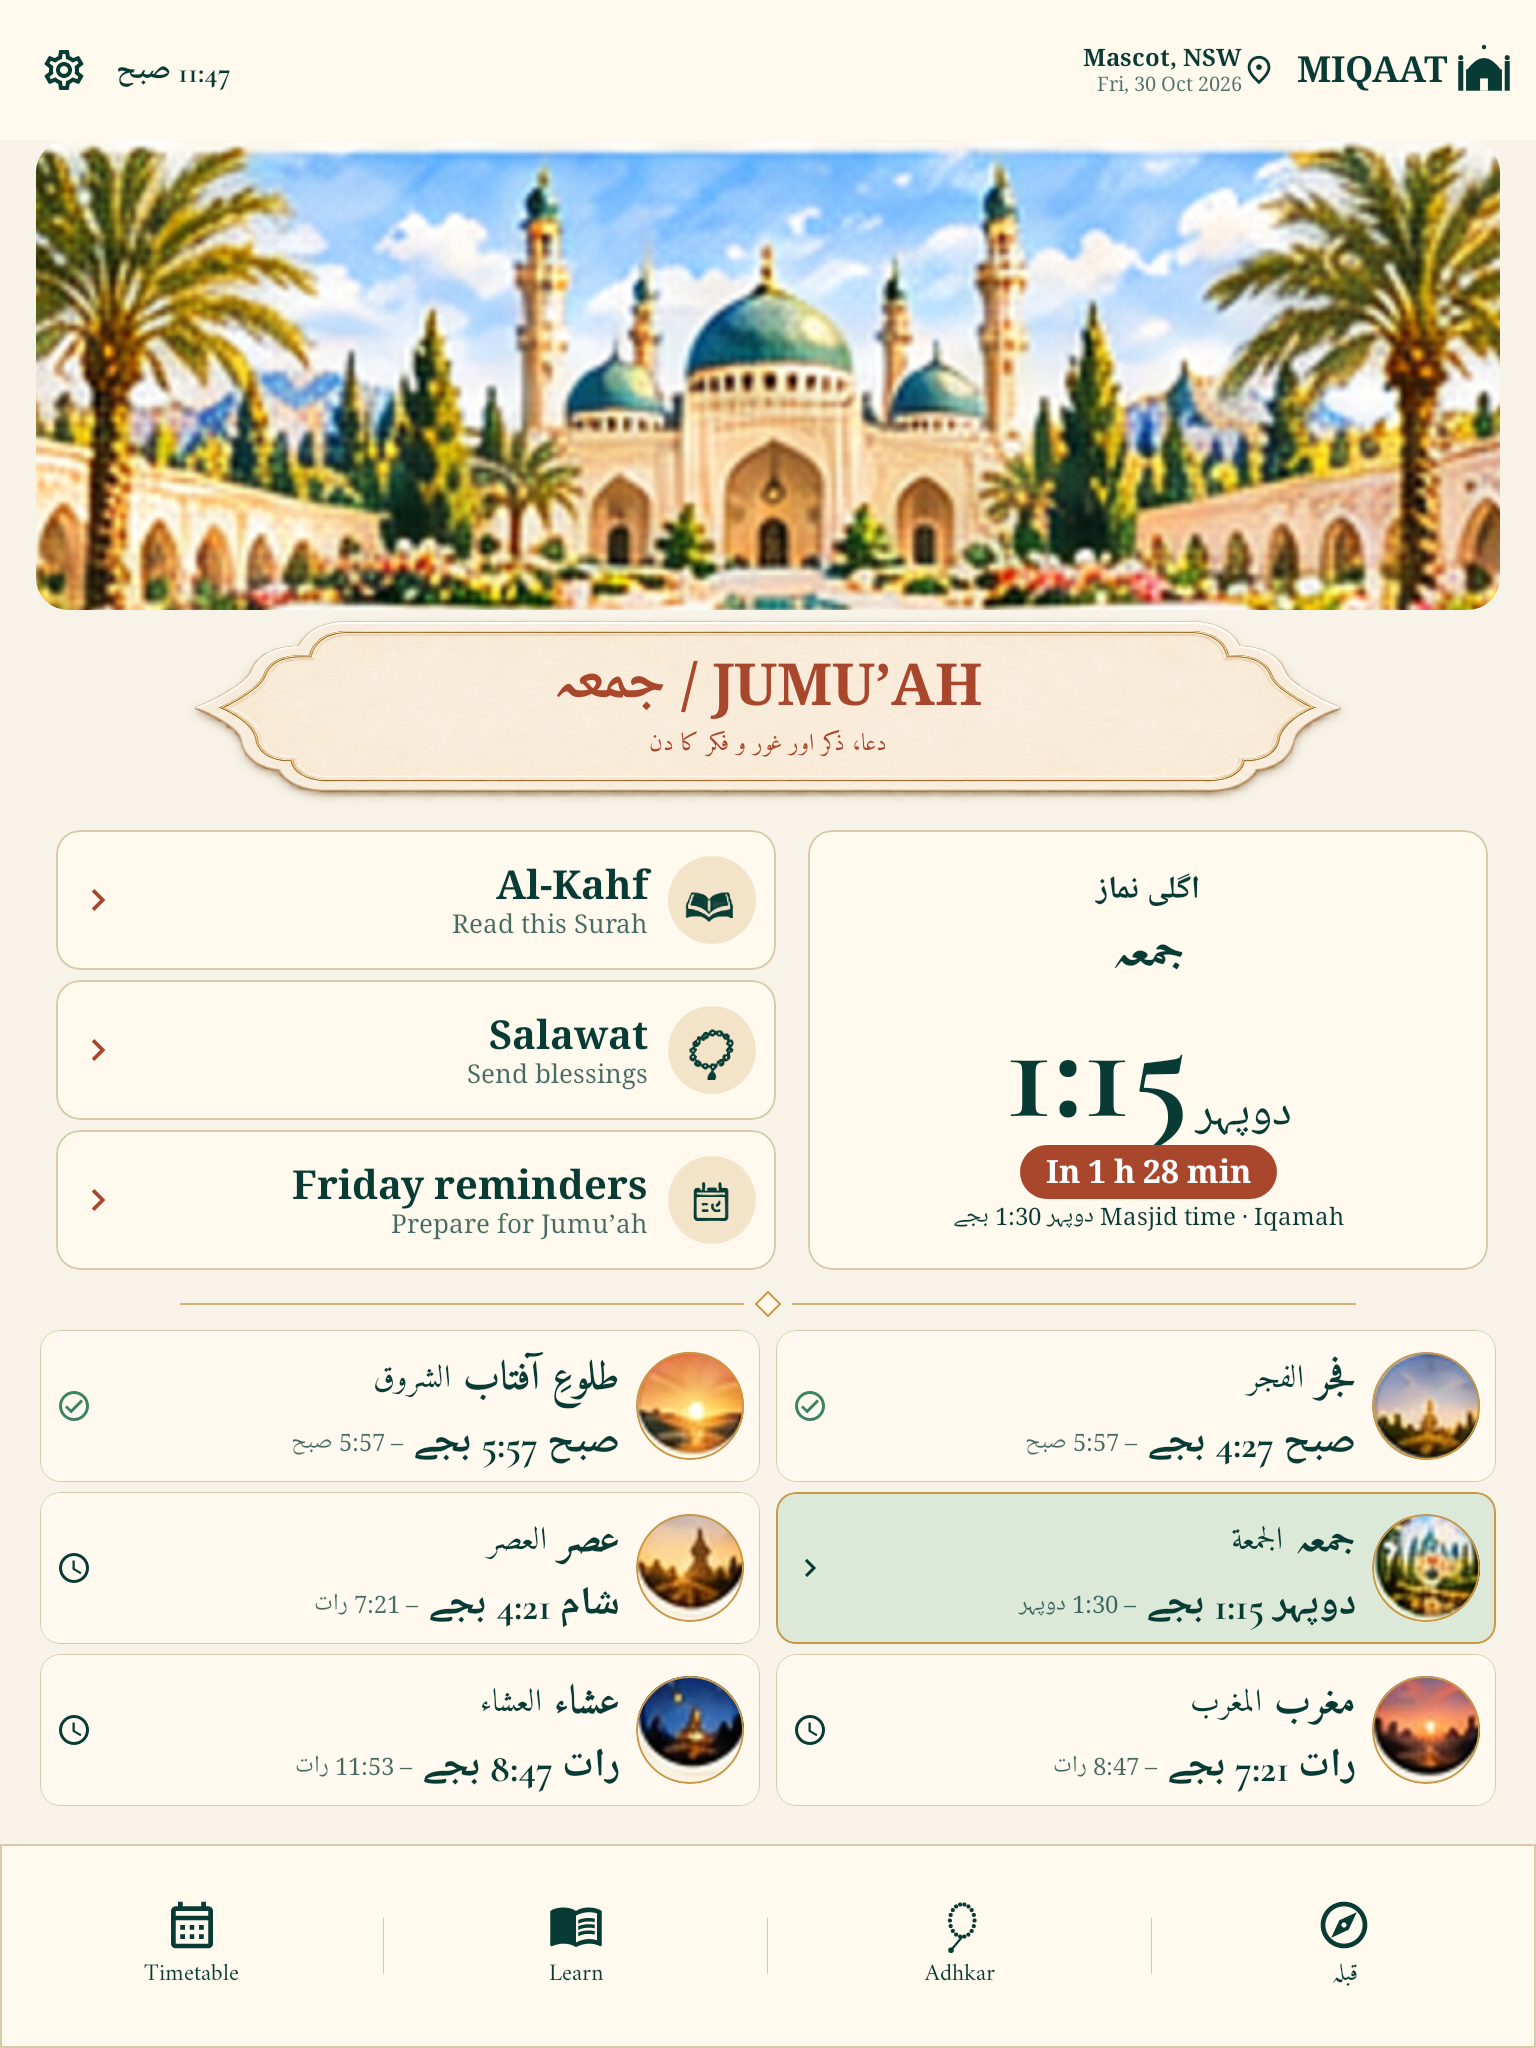 MIQAAT
Mascot, NSW
Fri, 30 Oct 2026
11:47 صبح
جمعہ / JUMU’AH
دعا، ذکر اور غور و فکر کا دن
اگلی نماز
جمعہ
1:15 دوپہر
In 1 h 28 min
Masjid time · Iqamah دوپہر 1:30 بجے
Al-Kahf
Read this Surah
Salawat
Send blessings
Friday reminders
Prepare for Jumu’ah
فجر الفجر
صبح 4:27 بجے – 5:57 صبح
طلوعِ آفتاب الشروق
صبح 5:57 بجے – 5:57 صبح
جمعہ الجمعة
دوپہر 1:15 بجے – 1:30 دوپہر
عصر العصر
شام 4:21 بجے – 7:21 رات
مغرب المغرب
رات 7:21 بجے – 8:47 رات
عشاء العشاء
رات 8:47 بجے – 11:53 رات
قبلہ
Adhkar
Learn
Timetable